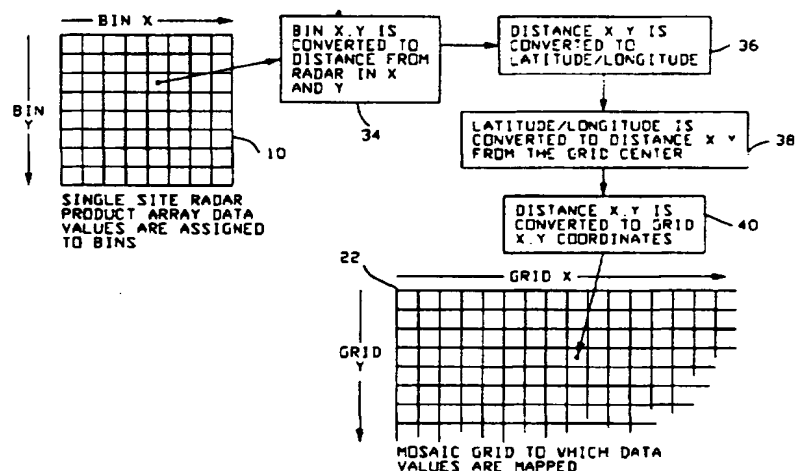 BIN X
BIN Y
10
SINGLE SITE RADAR
PRODUCT ARRAY DATA
VALUES ARE ASSIGNED
TO BINS
BIN X.Y IS
CONVERTED TO
DISTANCE FROM
RADAR IN X
AND Y
34
DISTANCE X Y IS
CONVERTED TO
LATITUDE/LONGITUDE
36
LATITUDE/LONGITUDE IS
CONVERTED TO DISTANCE X Y
FROM THE GRID CENTER
38
DISTANCE X.Y IS
CONVERTED TO GRID
X.Y COORDINATES
40
22
GRID X
GRID Y
MOSAIC GRID TO WHICH DATA
VALUES ARE MAPPED